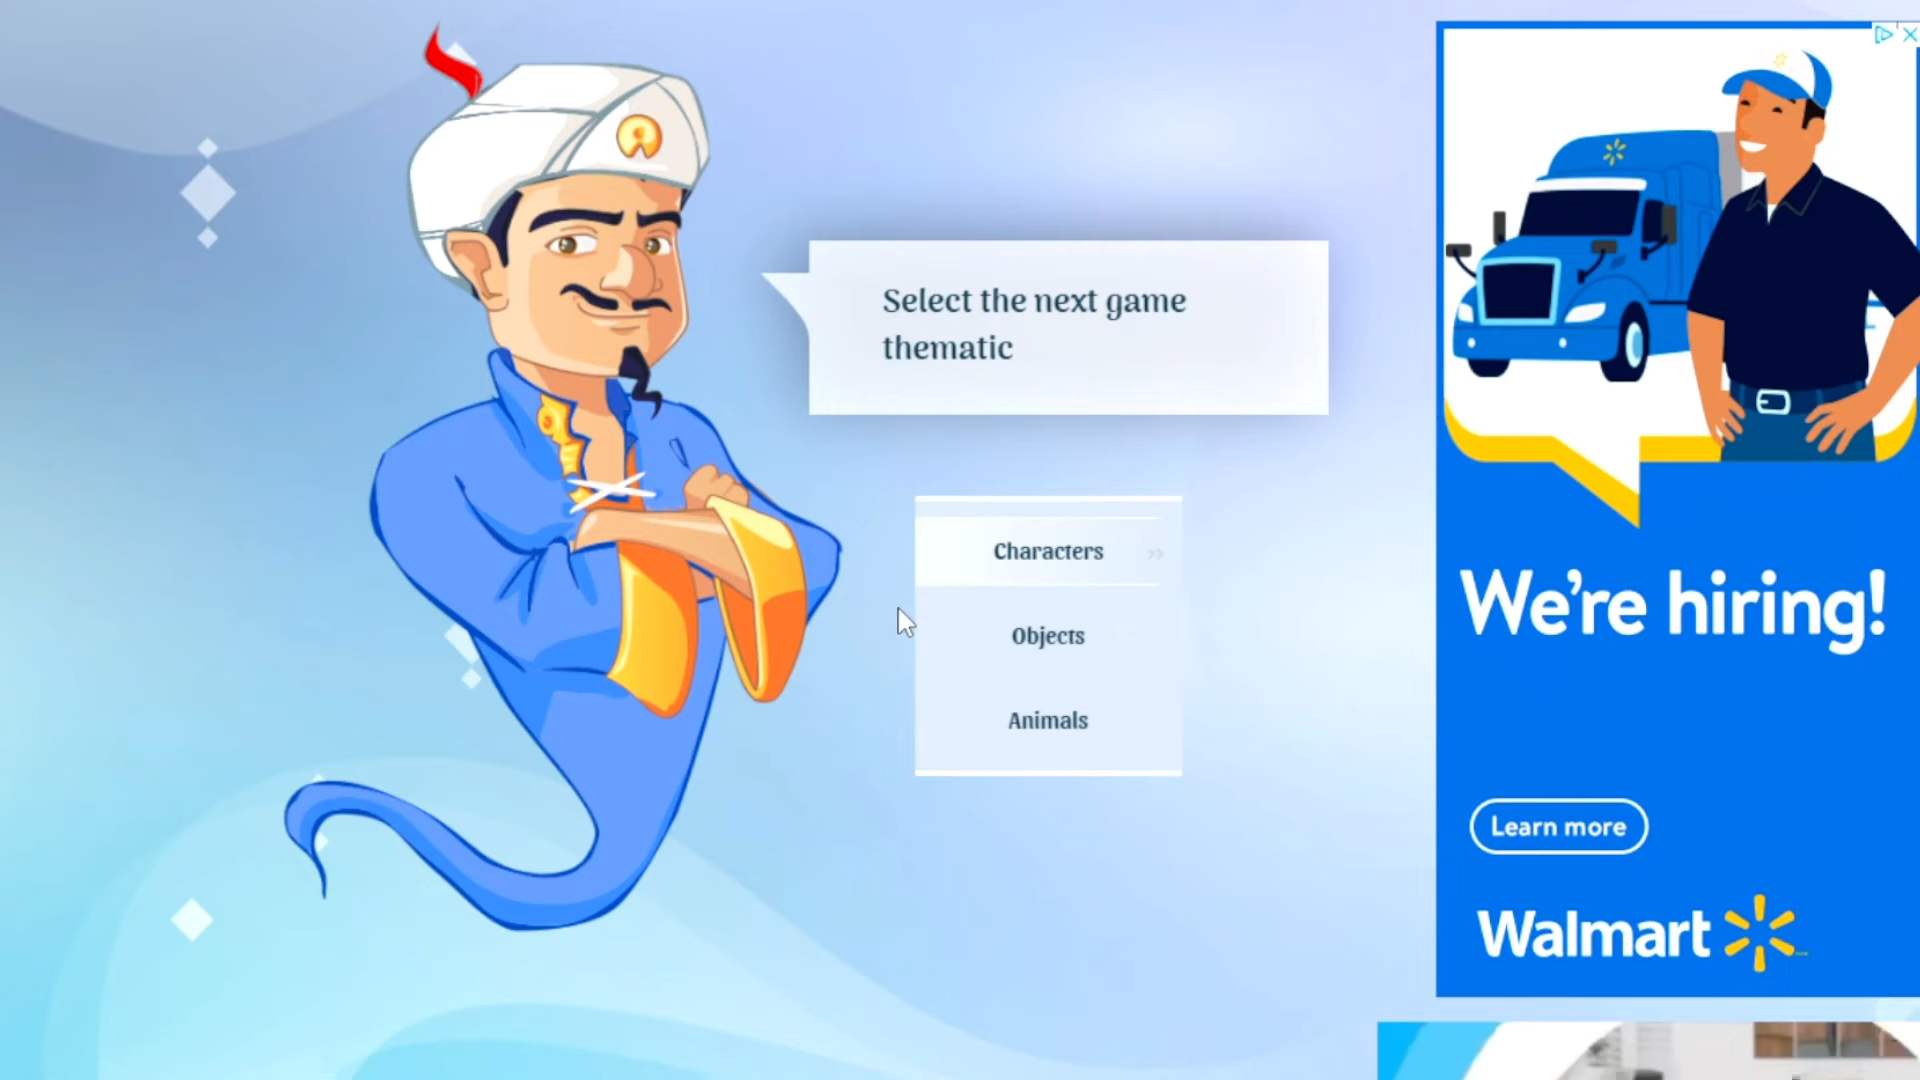 Select the next game
thematic
Characters
Objects
Animals
We're hiring!
Learn more
Walmart